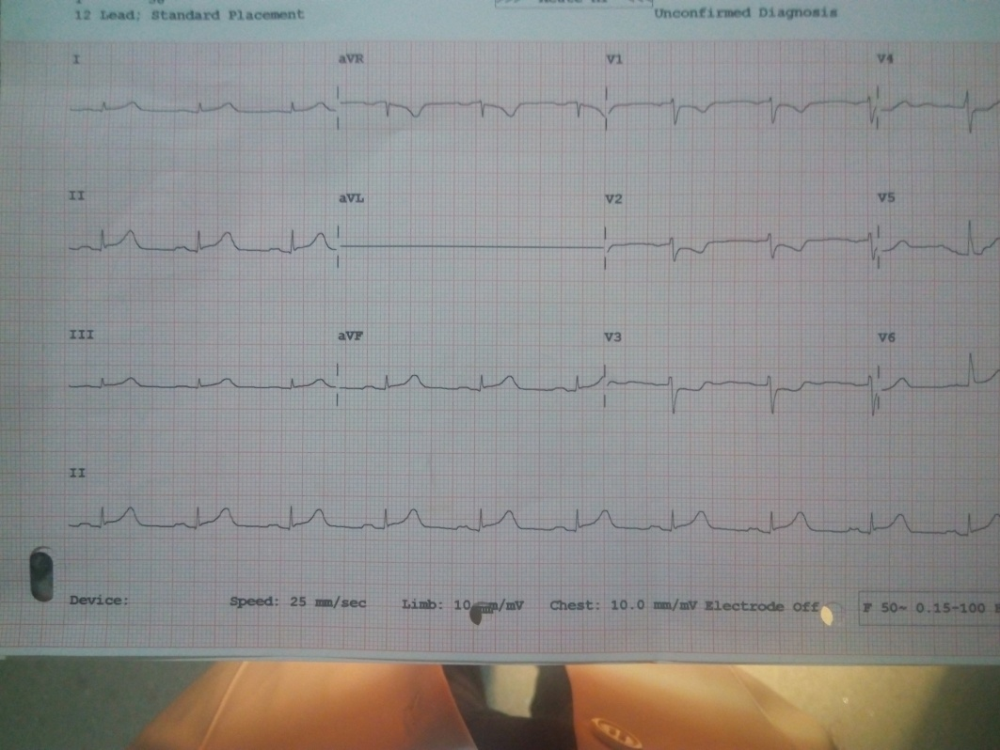 >>> Acute MI <<<
12 Lead; Standard Placement
Unconfirmed Diagnosis
I aVR V1 V4
II aVL V2 V5
III aVF V3 V6
II
Device: Speed: 25 mm/sec Limb: 10 mm/mV Chest: 10.0 mm/mV Electrode Off
F 50~ 0.15-100